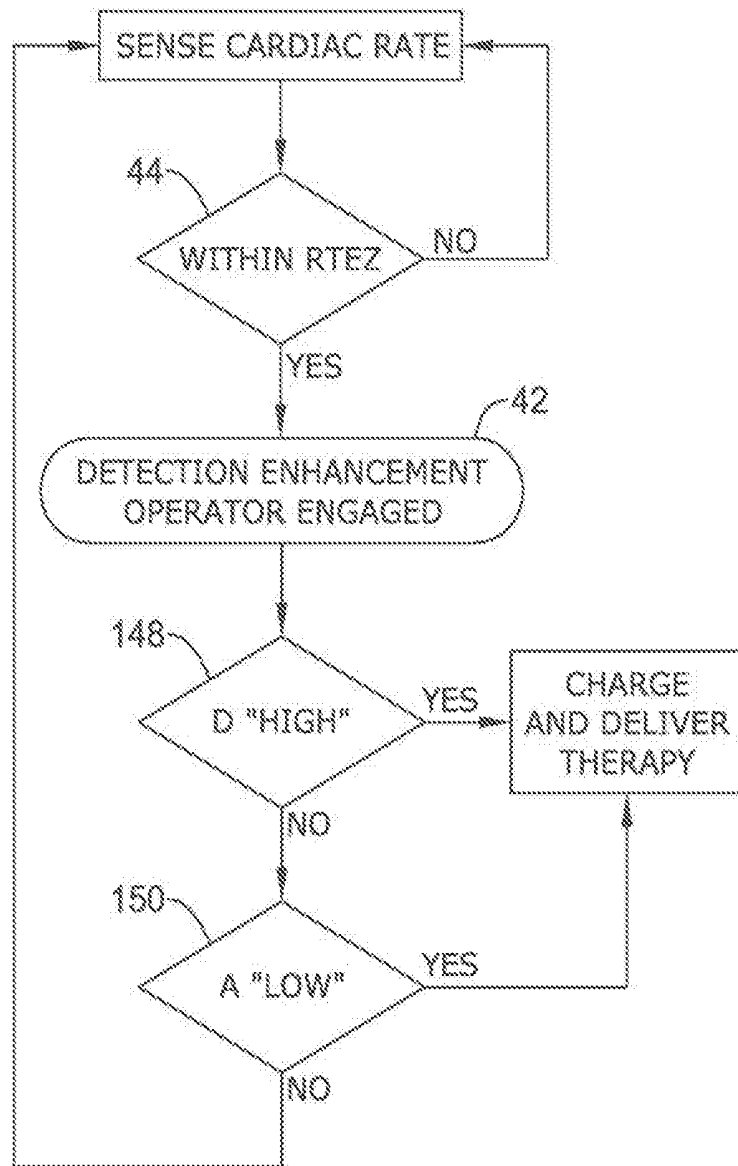 SENSE CARDIAC RATE
44
WITHIN RTEZ
NO
YES
42
DETECTION ENHANCEMENT
OPERATOR ENGAGED
148
D "HIGH"
YES
CHARGE
AND DELIVER
THERAPY
NO
150
A "LOW"
YES
NO